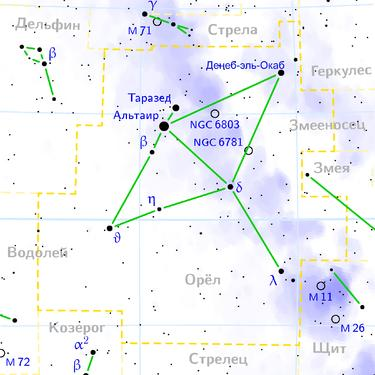 γ
Дельфин
M 71
Стрела
β
Денеб-эль-Окаб
Геркулес
Таразед
Альтаир
NGC 6803
Змееносец
β
NGC 6781
Змея
δ
η
ϑ
Водолей
Орёл
λ
M 11
Козерог
M 26
α²
Щит
M 72
Стрелец
β